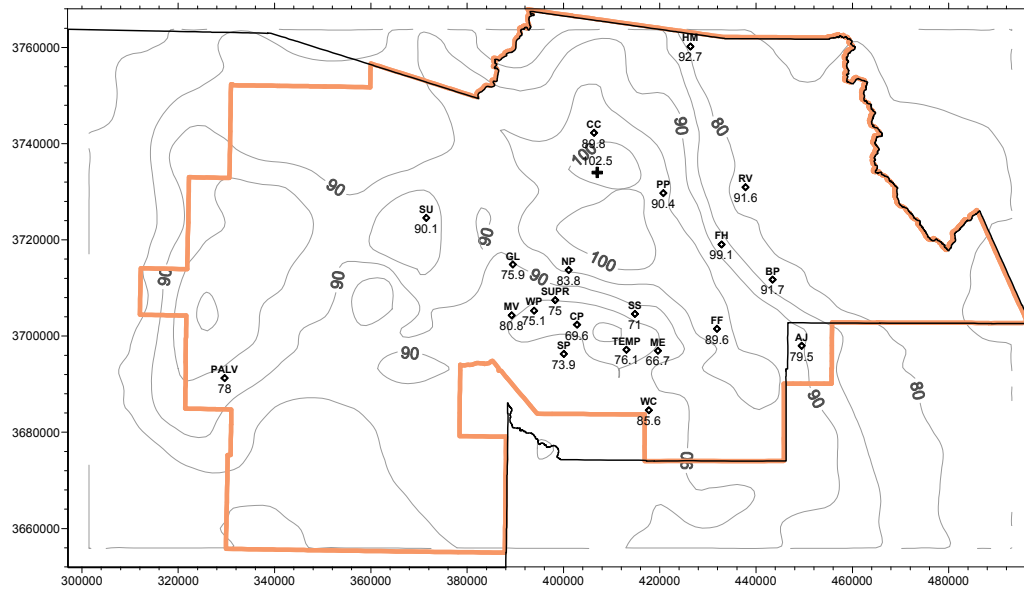 3760000
3740000
3720000
3700000
3680000
3660000
HM
92.7
90
80
CC
89.8
100
102.5
PP
90.4
RV
91.6
90
SU
90.1
90
FH
99.1
GL
75.9
NP
83.8
100
90
90
90
BP
91.7
SUPR
75
MV
80.8
WP
75.1
CP
69.6
SS
71
FF
89.6
SP
73.9
TEMP
76.1
ME
66.7
AJ
79.5
90
PALV
78
WC
85.6
90
80
90
300000 320000 340000 360000 380000 400000 420000 440000 460000 480000